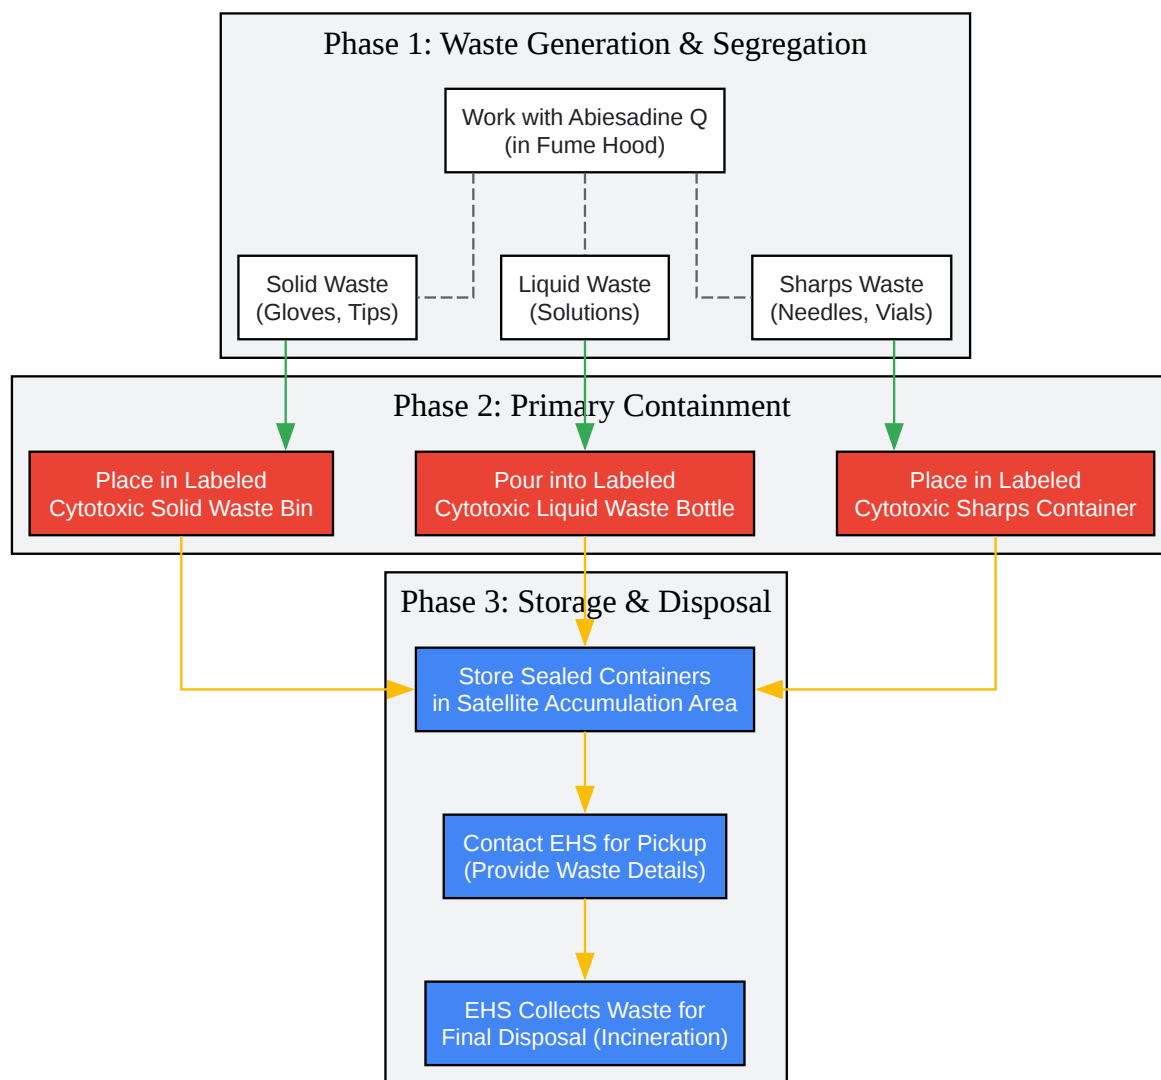 Phase 1: Waste Generation & Segregation
Work with Abiesadine Q
(in Fume Hood)
Solid Waste
(Gloves, Tips)
Liquid Waste
(Solutions)
Sharps Waste
(Needles, Vials)
Phase 2: Primary Containment
Place in Labeled
Cytotoxic Solid Waste Bin
Pour into Labeled
Cytotoxic Liquid Waste Bottle
Place in Labeled
Cytotoxic Sharps Container
Phase 3: Storage & Disposal
Store Sealed Containers
in Satellite Accumulation Area
Contact EHS for Pickup
(Provide Waste Details)
EHS Collects Waste for
Final Disposal (Incineration)